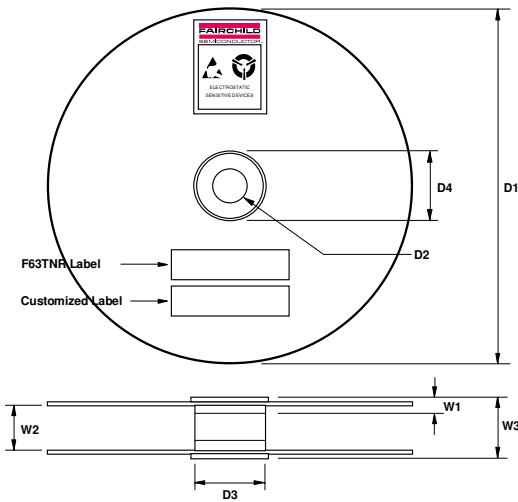 FAIRCHILD
SEMICONDUCTOR
ELECTROSTATIC
SENSITIVE DEVICES
D1
D4
D2
F63TNR Label
Customized Label
W1
W2
W3
D3